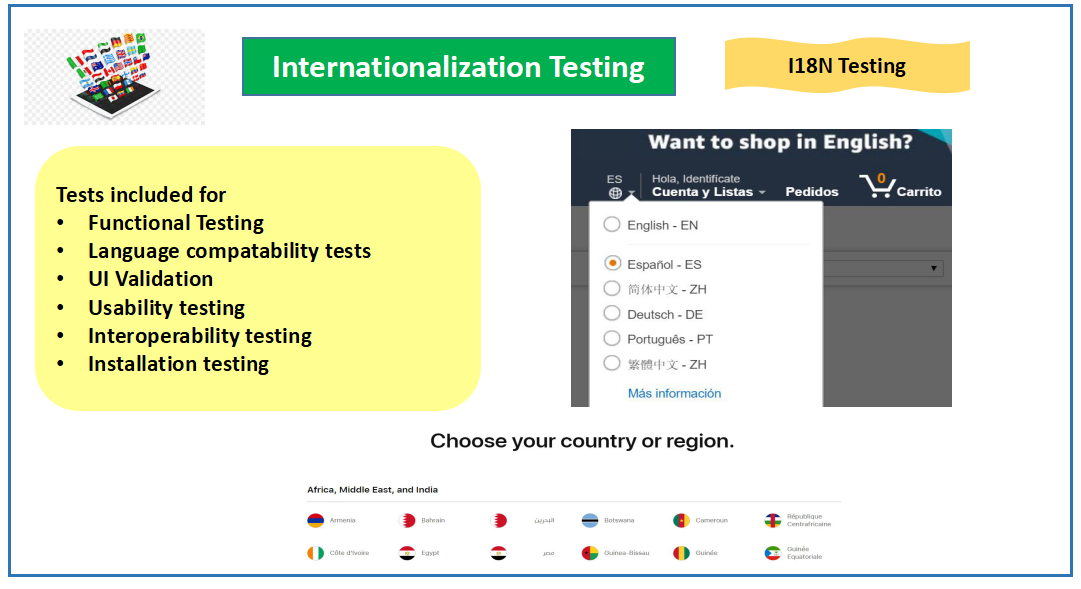 Internationalization Testing
I18N Testing
Tests included for
• Functional Testing
• Language compatability tests
• UI Validation
• Usability testing
• Interoperability testing
• Installation testing
Want to shop in English?
ES
Hola, Identifícate
Cuenta y Listas
Pedidos
0
Carrito
English - EN
Español - ES
简体中文 - ZH
Deutsch - DE
Português - PT
繁體中文 - ZH
Más información
Choose your country or region.
Africa, Middle East, and India
Armenia
Bahrain
البحرين
Botswana
Cameroun
République
Centrafricaine
Côte d'Ivoire
Egypt
مصر
Guinea-Bissau
Guinée
Guinée
Equatoriale